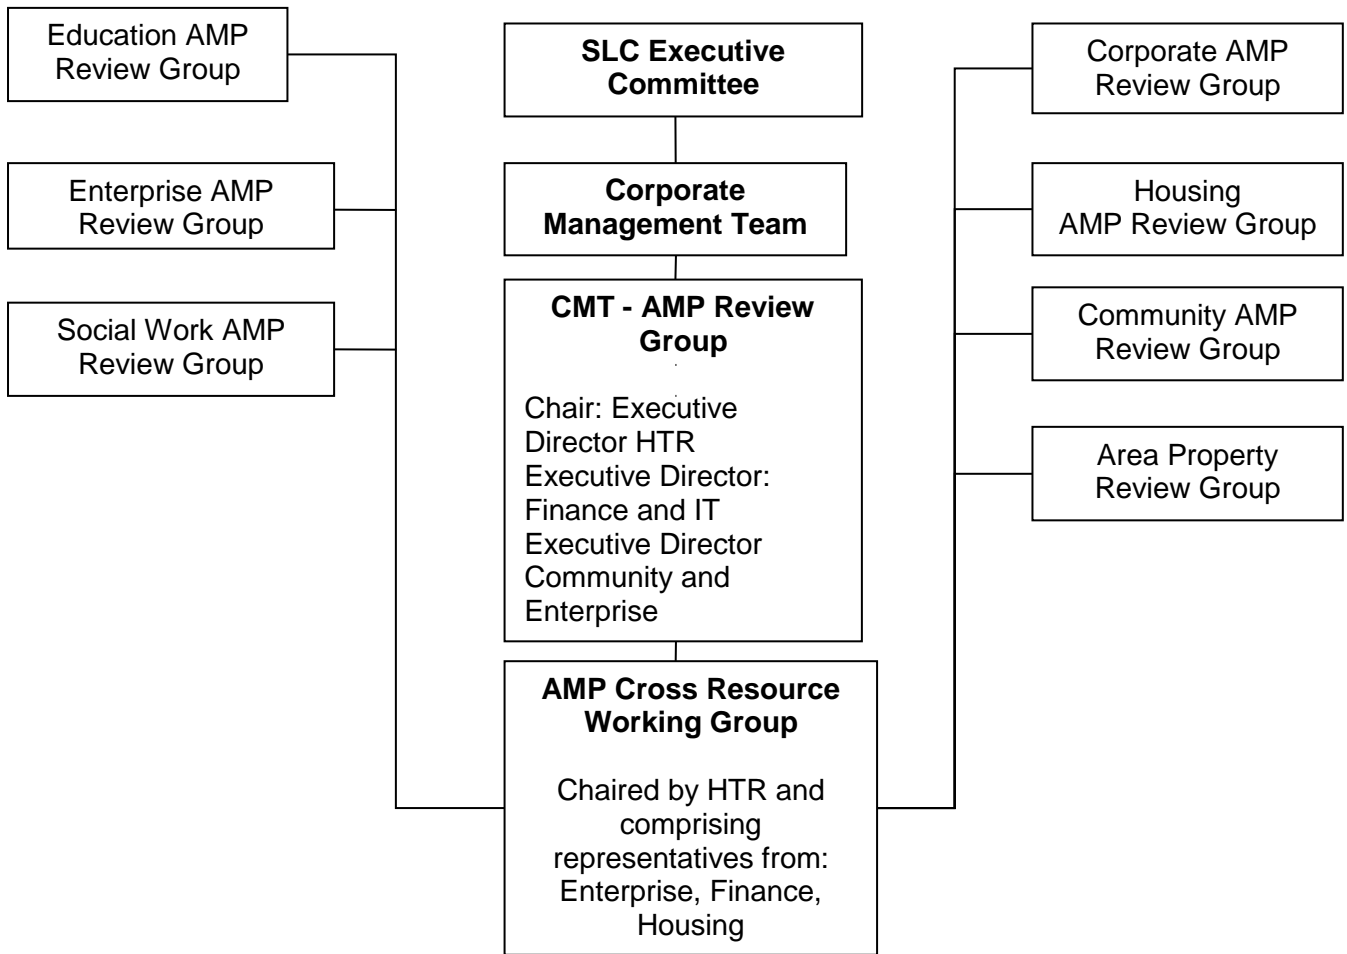 Education AMP
Review Group
Enterprise AMP
Review Group
Social Work AMP
Review Group
SLC Executive
Committee
Corporate
Management Team
CMT - AMP Review
Group
Chair: Executive
Director HTR
Executive Director:
Finance and IT
Executive Director
Community and
Enterprise
AMP Cross Resource
Working Group
Chaired by HTR and
comprising
representatives from:
Enterprise, Finance,
Housing
Corporate AMP
Review Group
Housing
AMP Review Group
Community AMP
Review Group
Area Property
Review Group